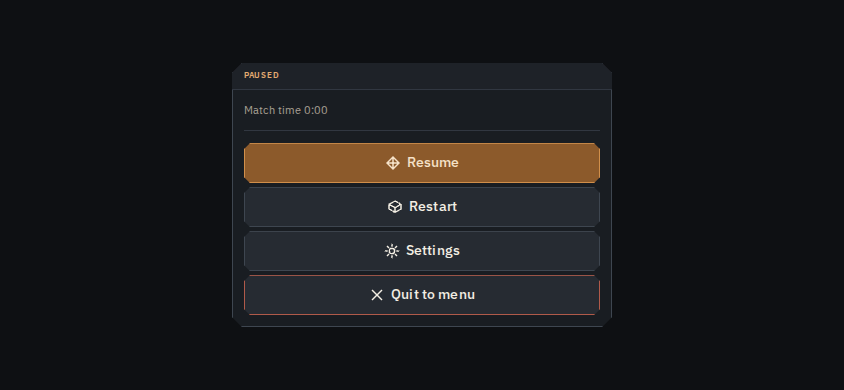 PAUSED
Match time 0:00
Resume
Restart
Settings
Quit to menu